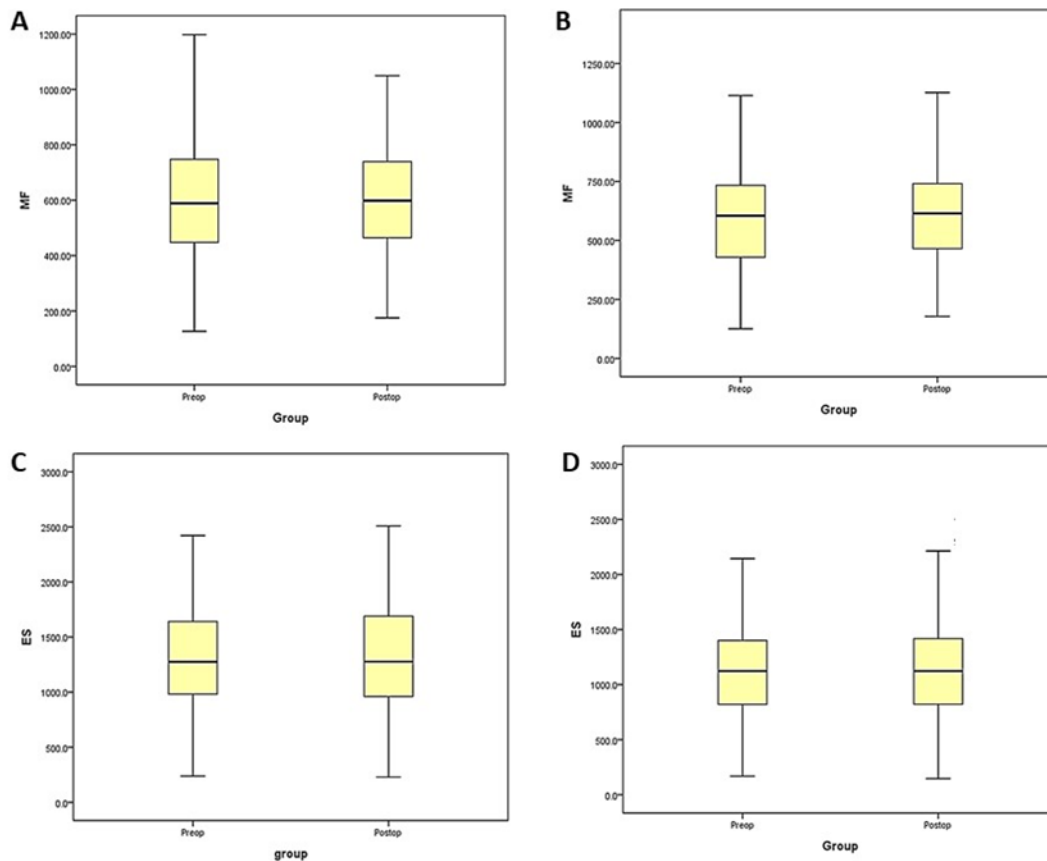 A
1200.00
1000.00
800.00
600.00
400.00
200.00
0.00
MF
Preop Postop
Group
B
1250.00
1000.00
750.00
500.00
250.00
0.00
MF
Preop Postop
Group
C
3000.0
2500.0
2000.0
1500.0
1000.0
500.0
0.0
ES
Preop Postop
group
D
3000.0
2500.0
2000.0
1500.0
1000.0
500.0
0.0
ES
Preop Postop
Group